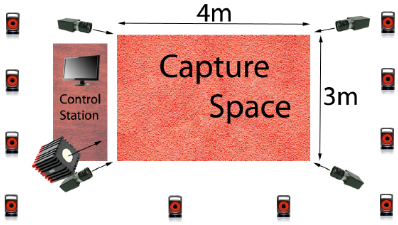 4m
Capture
Space
3m
Control
Station